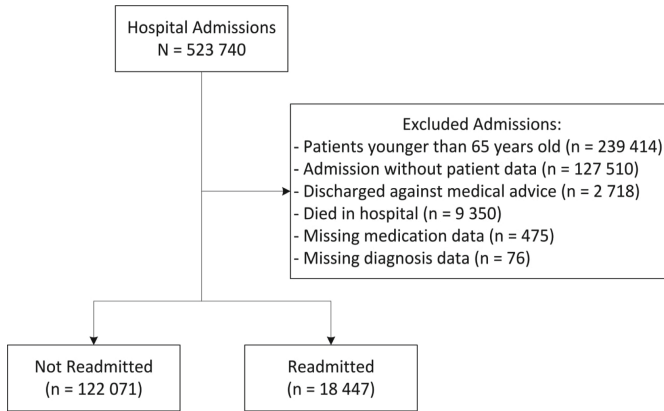 Hospital Admissions
N = 523 740
Excluded Admissions:
- Patients younger than 65 years old (n = 239 414)
- Admission without patient data (n = 127 510)
- Discharged against medical advice (n = 2 718)
- Died in hospital (n = 9 350)
- Missing medication data (n = 475)
- Missing diagnosis data (n = 76)
Not Readmitted
(n = 122 071)
Readmitted
(n = 18 447)